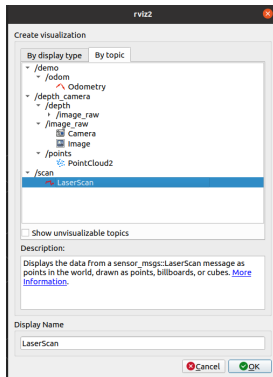 rviz2
Create visualization
By display type By topic
/demo
/odom
Odometry
/depth_camera
/depth
/image_raw
/image_raw
Camera
Image
/points
PointCloud2
/scan
LaserScan
Show unvisualizable topics
Description:
Displays the data from a sensor_msgs::LaserScan message as
points in the world, drawn as points, billboards, or cubes. More
Information.
Display Name
LaserScan
Cancel OK